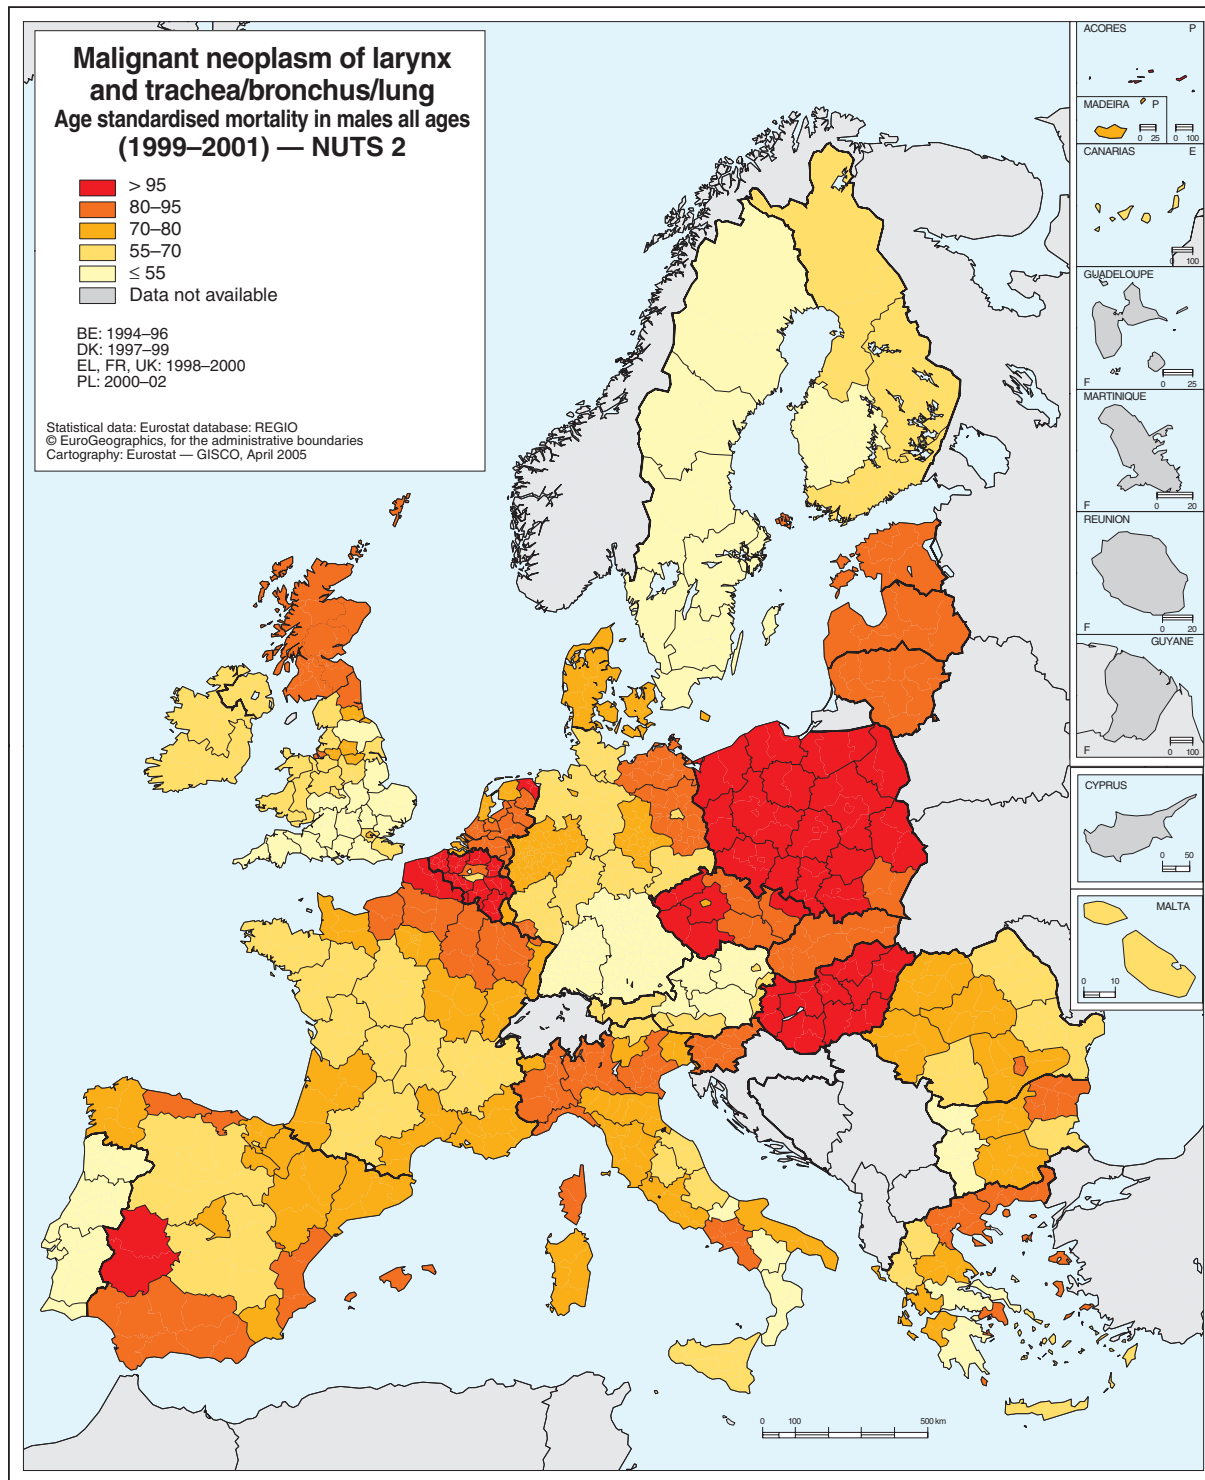 Malignant neoplasm of larynx
and trachea/bronchus/lung
Age standardised mortality in males all ages
(1999–2001) — NUTS 2
> 95
80–95
70–80
55–70
≤ 55
Data not available
BE: 1994–96
DK: 1997–99
EL, FR, UK: 1998–2000
PL: 2000–02
Statistical data: Eurostat database: REGIO
© EuroGeographics, for the administrative boundaries
Cartography: Eurostat — GISCO, April 2005
ACORES P
MADEIRA P
0 25 0 100
CANARIAS E
0 100
GUADELOUPE
F 0 25
MARTINIQUE
F 0 20
REUNION
F 0 20
GUYANE
F 0 100
CYPRUS
0 50
MALTA
0 10
0 100 500 km